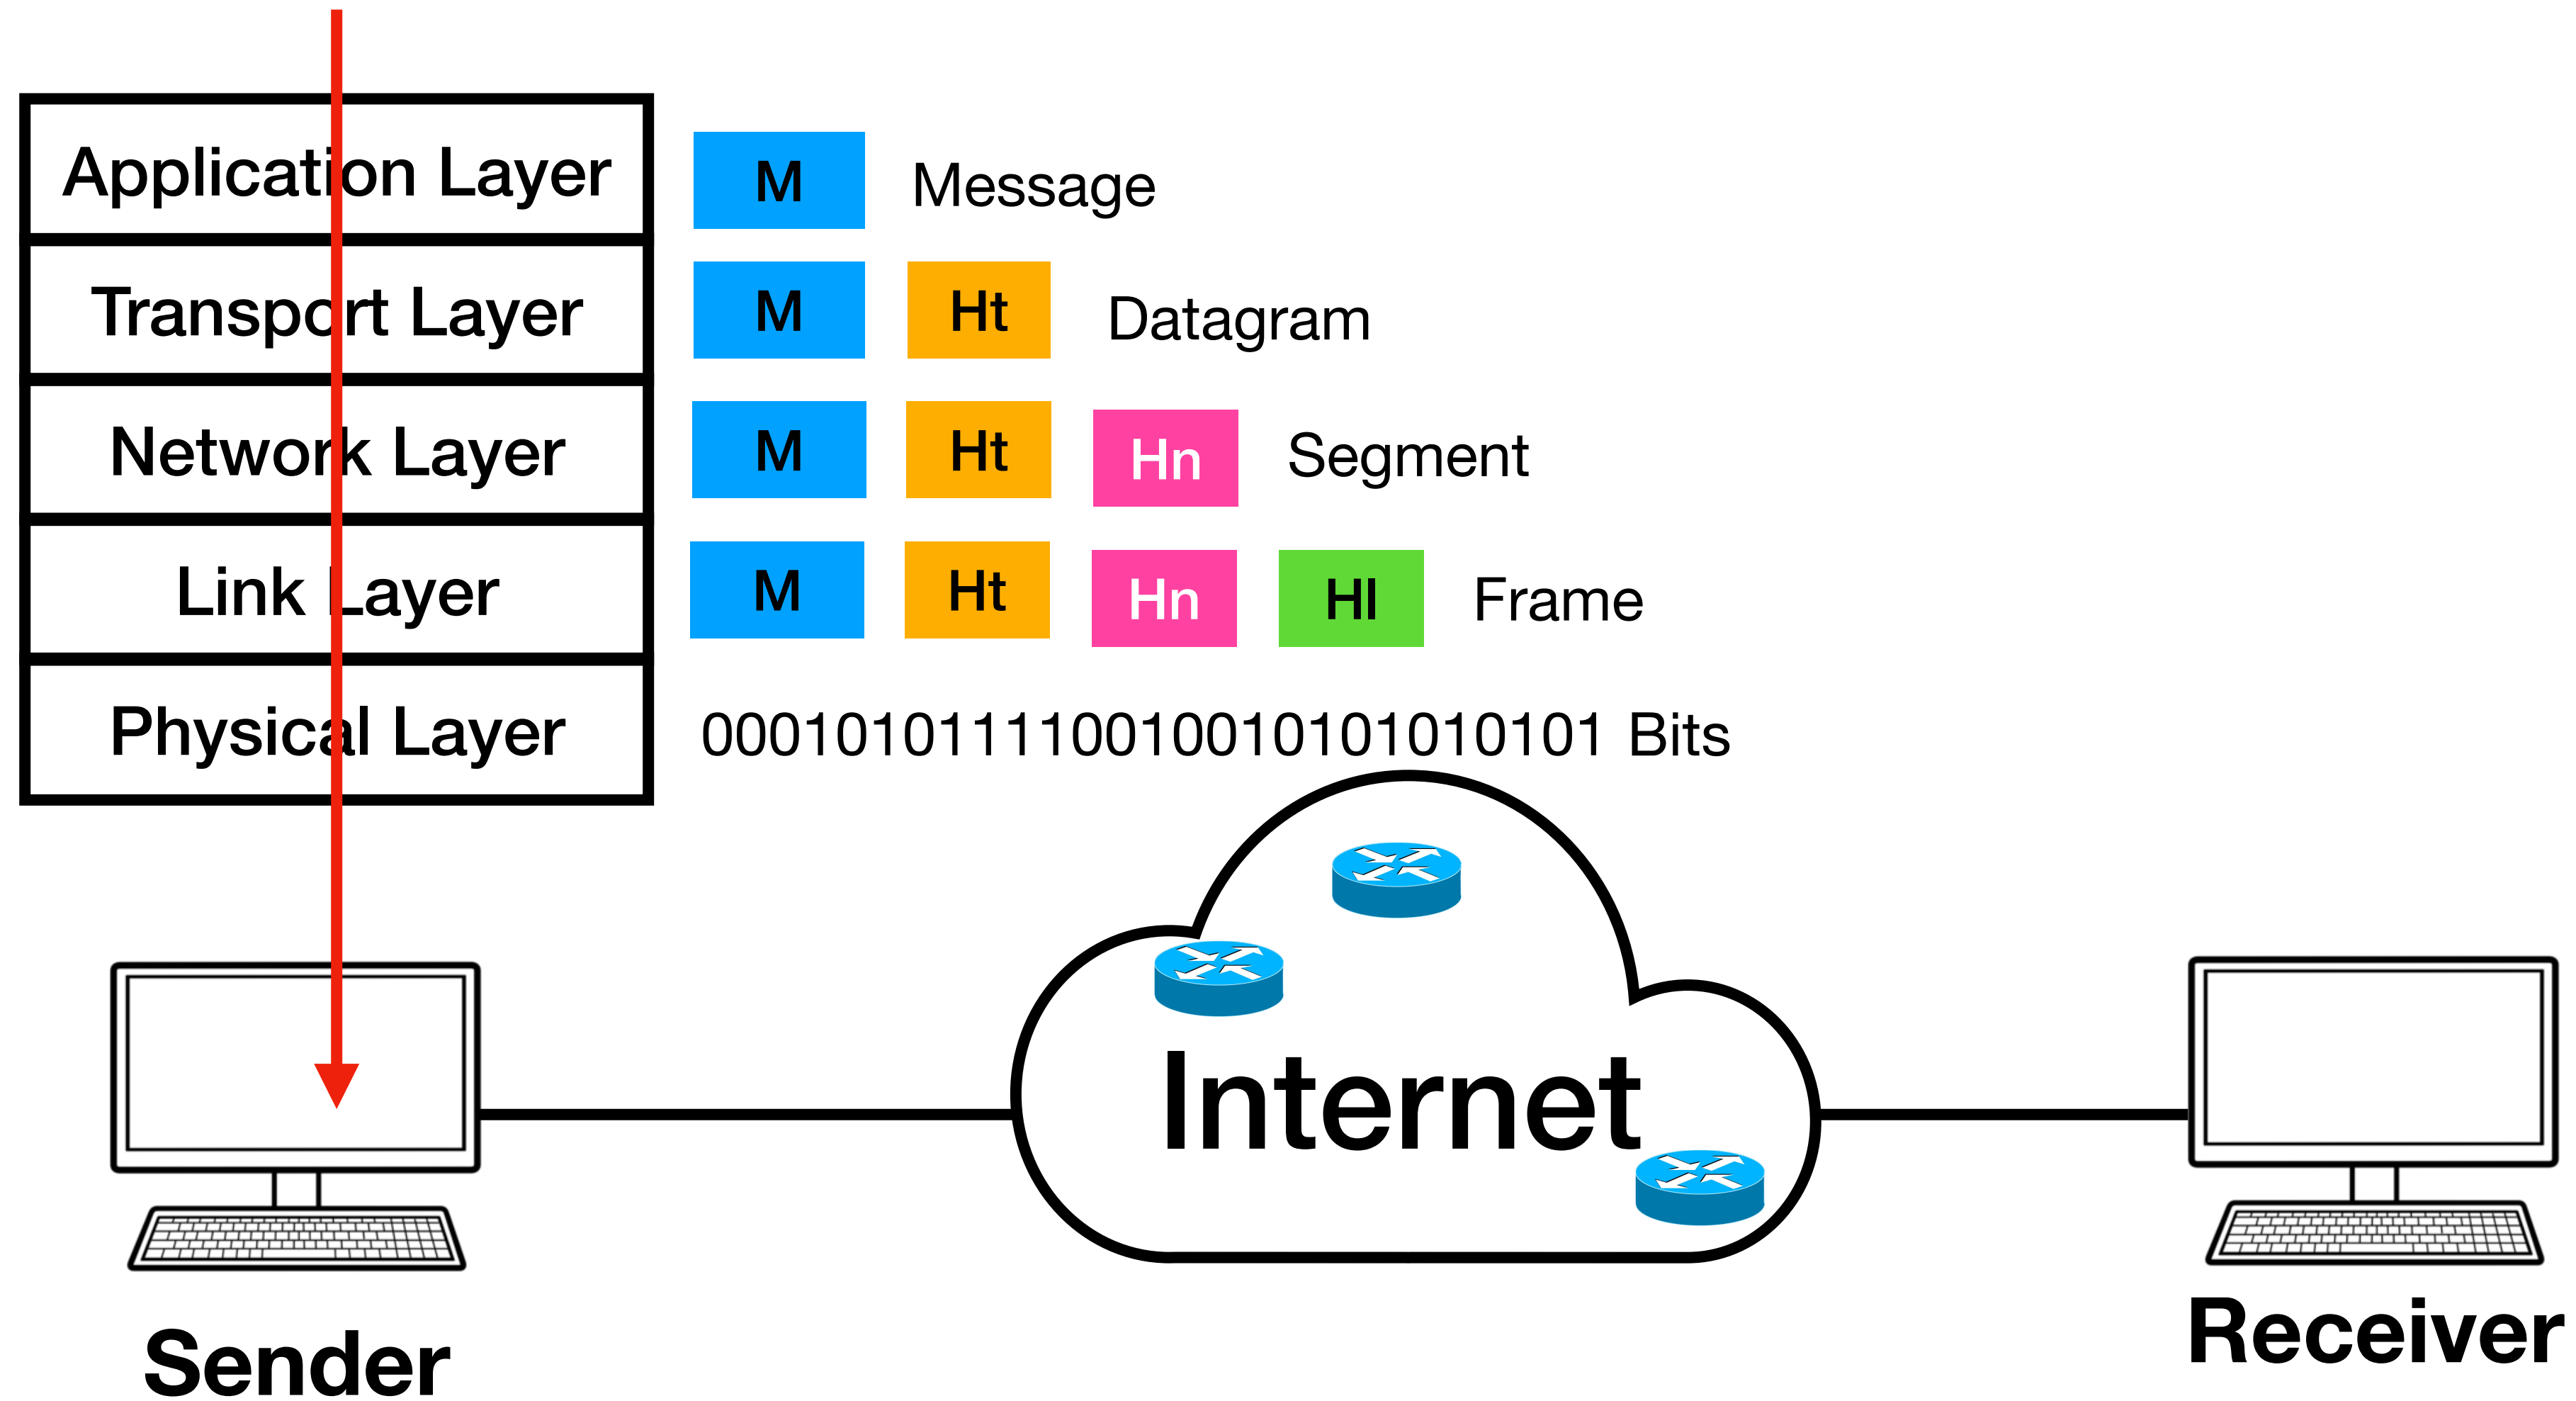 Application Layer
M Message
Transport Layer
M Ht Datagram
Network Layer
M Ht Hn Segment
Link Layer
M Ht Hn Hl Frame
Physical Layer
000101011110010010101010101 Bits
Internet
Sender
Receiver